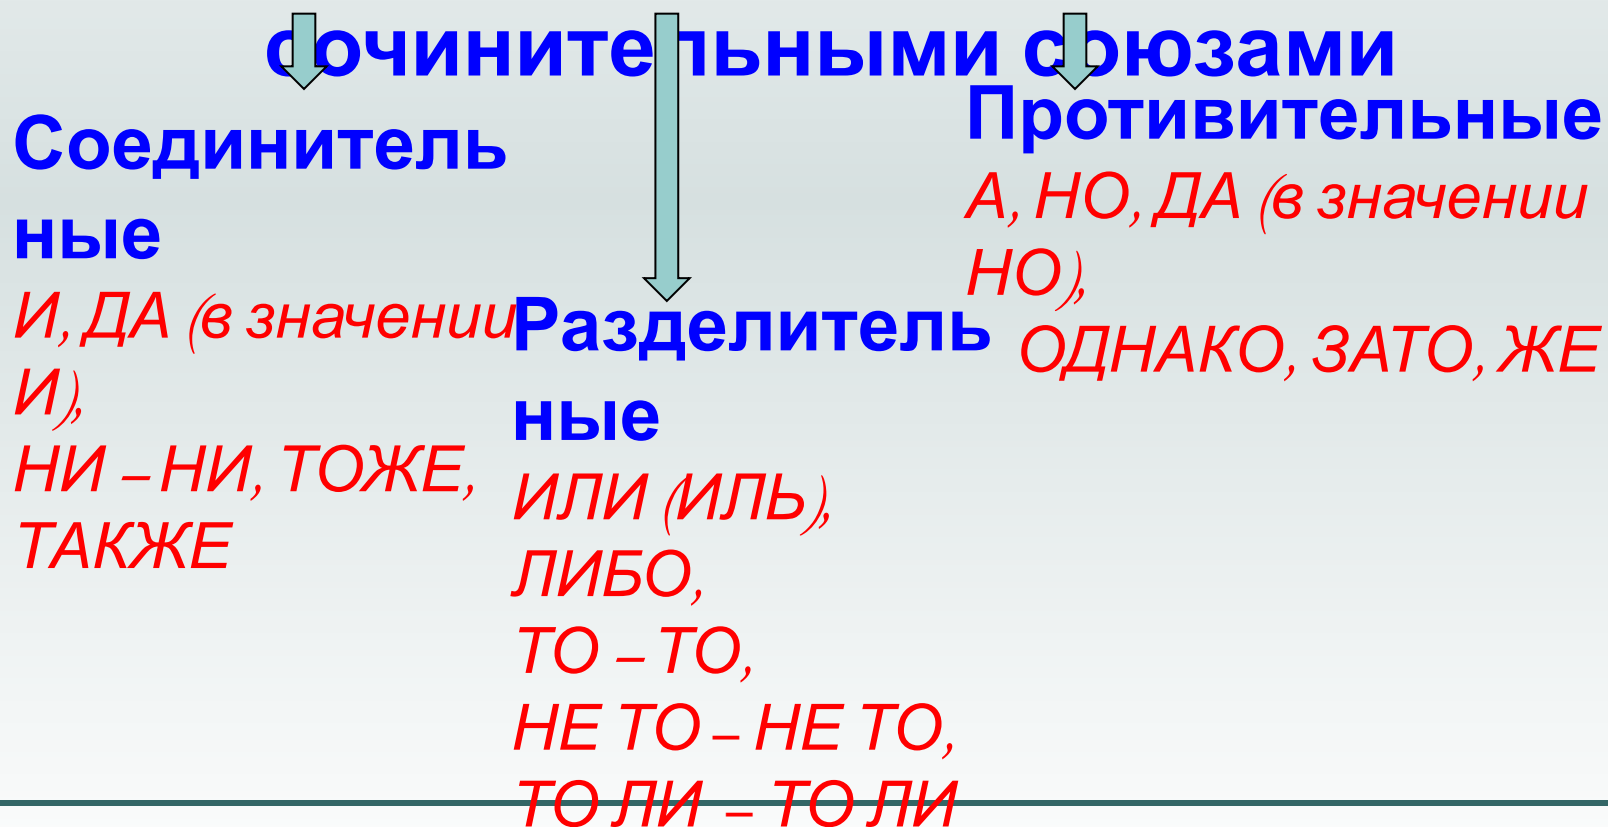 сочинительными союзами
Соединитель
ные
И, ДА (в значении
И),
НИ – НИ, ТОЖЕ,
ТАКЖЕ
Разделитель
ные
ИЛИ (ИЛЬ),
ЛИБО,
ТО – ТО,
НЕ ТО – НЕ ТО,
ТО ЛИ – ТО ЛИ
Противительные
А, НО, ДА (в значении
НО),
ОДНАКО, ЗАТО, ЖЕ